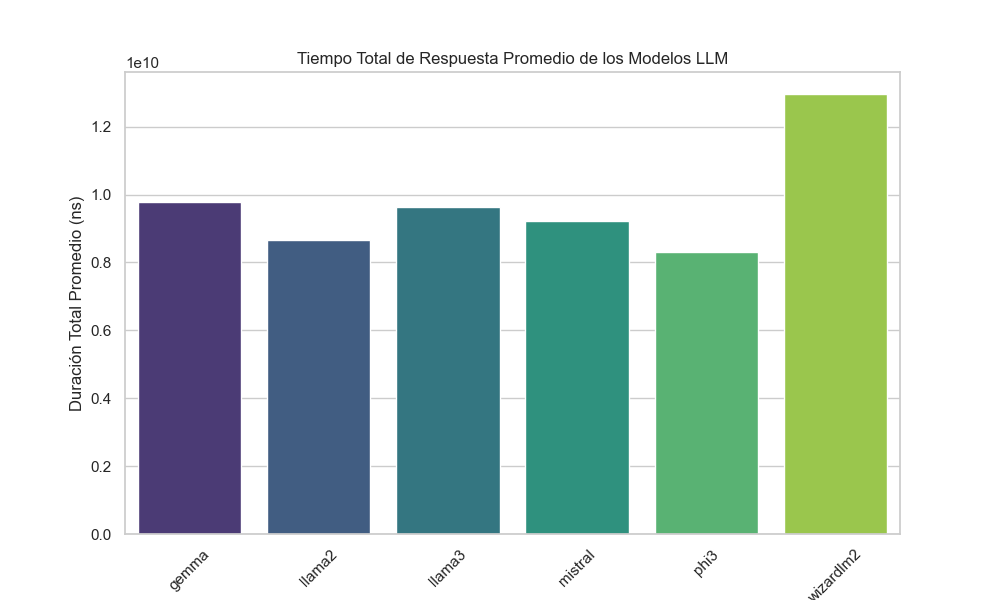 Tiempo Total de Respuesta Promedio de los Modelos LLM
1e10
Duración Total Promedio (ns)
1.2
1.0
0.8
0.6
0.4
0.2
0.0
gemma
llama2
llama3
mistral
phi3
wizardlm2